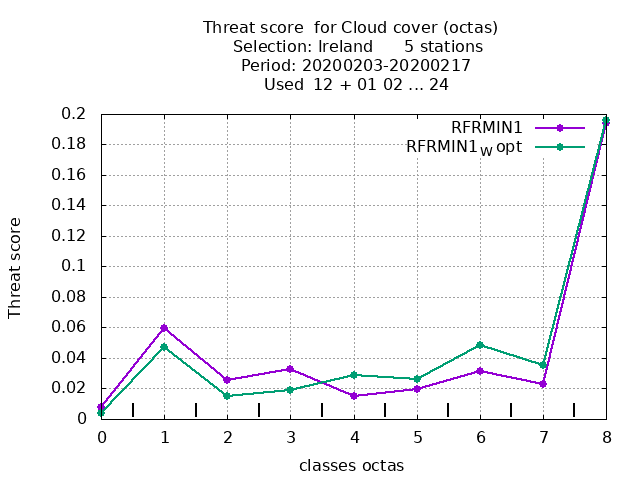 Threat score for Cloud cover (octas)
Selection: Ireland 5 stations
Period: 20200203-20200217
Used 12 + 01 02 ... 24
RFRMIN1
RFRMIN1W opt
Threat score
0.2
0.18
0.16
0.14
0.12
0.1
0.08
0.06
0.04
0.02
0
0 1 2 3 4 5 6 7 8
classes octas